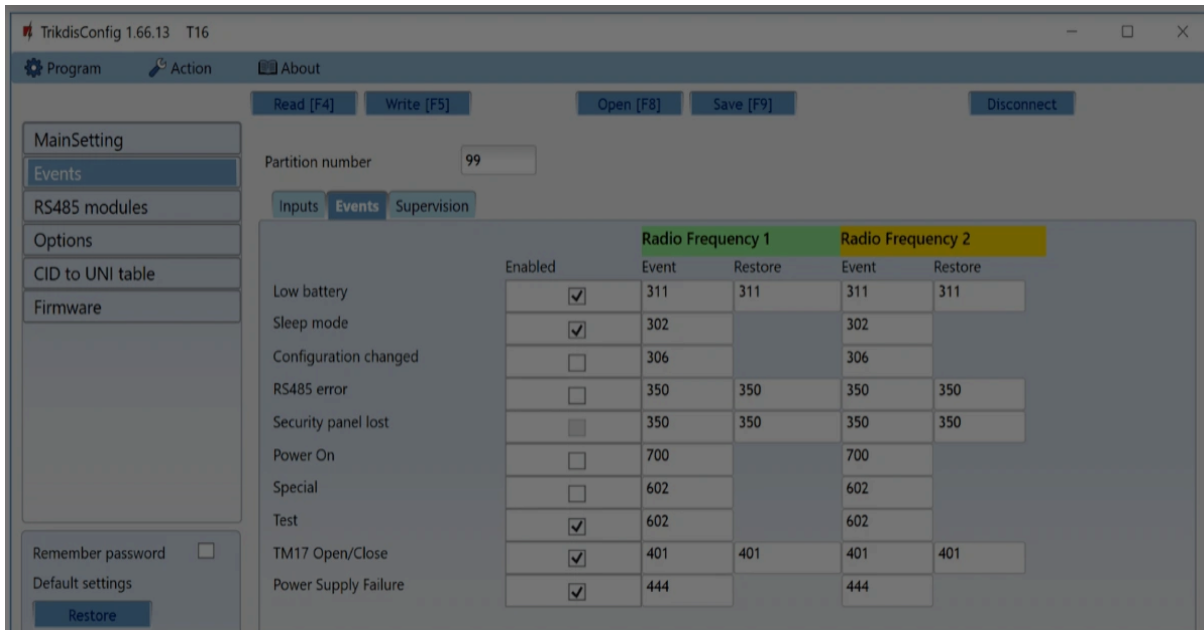 TrikdisConfig 1.66.13 T16
Program Action About
Read [F4] Write [F5] Open [F8] Save [F9] Disconnect
MainSetting
Events
RS485 modules
Options
CID to UNI table
Firmware
Partition number 99
Inputs Events Supervision
Radio Frequency 1 Radio Frequency 2
Enabled Event Restore Event Restore
Low battery 311 311 311 311
Sleep mode 302 302
Configuration changed 306 306
RS485 error 350 350 350 350
Security panel lost 350 350 350 350
Power On 700 700
Special 602 602
Test 602 602
TM17 Open/Close 401 401 401 401
Power Supply Failure 444 444
Remember password
Default settings
Restore